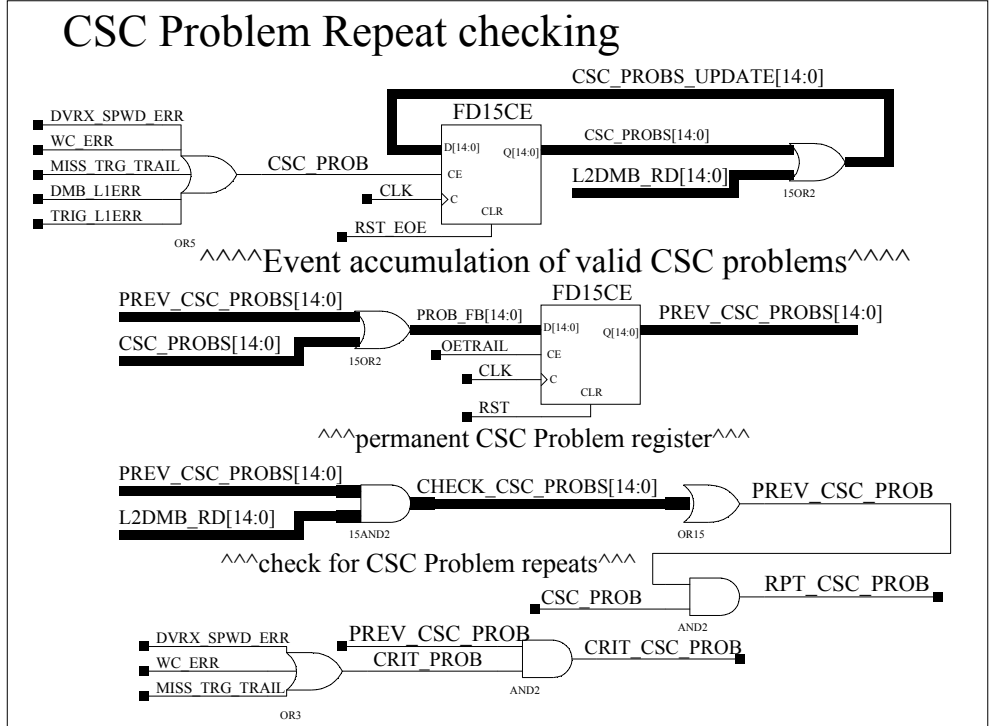 CSC Problem Repeat checking
CSC_PROBS_UPDATE[14:0]
DVRX_SPWD_ERR
WC_ERR
MISS_TRG_TRAIL
DMB_L1ERR
TRIG_L1ERR
OR5
CSC_PROB
CLK
RST_EOE
FD15CE
D[14:0]
Q[14:0]
CE
C
CLR
CSC_PROBS[14:0]
L2DMB_RD[14:0]
15OR2
^^^^Event accumulation of valid CSC problems^^^^
PREV_CSC_PROBS[14:0]
CSC_PROBS[14:0]
15OR2
PROB_FB[14:0]
OETRAIL
CLK
RST
FD15CE
D[14:0]
Q[14:0]
CE
C
CLR
PREV_CSC_PROBS[14:0]
^^^permanent CSC Problem register^^^
PREV_CSC_PROBS[14:0]
L2DMB_RD[14:0]
15AND2
CHECK_CSC_PROBS[14:0]
OR15
PREV_CSC_PROB
^^^check for CSC Problem repeats^^^
CSC_PROB
AND2
RPT_CSC_PROB
DVRX_SPWD_ERR
WC_ERR
MISS_TRG_TRAIL
OR3
PREV_CSC_PROB
CRIT_PROB
AND2
CRIT_CSC_PROB